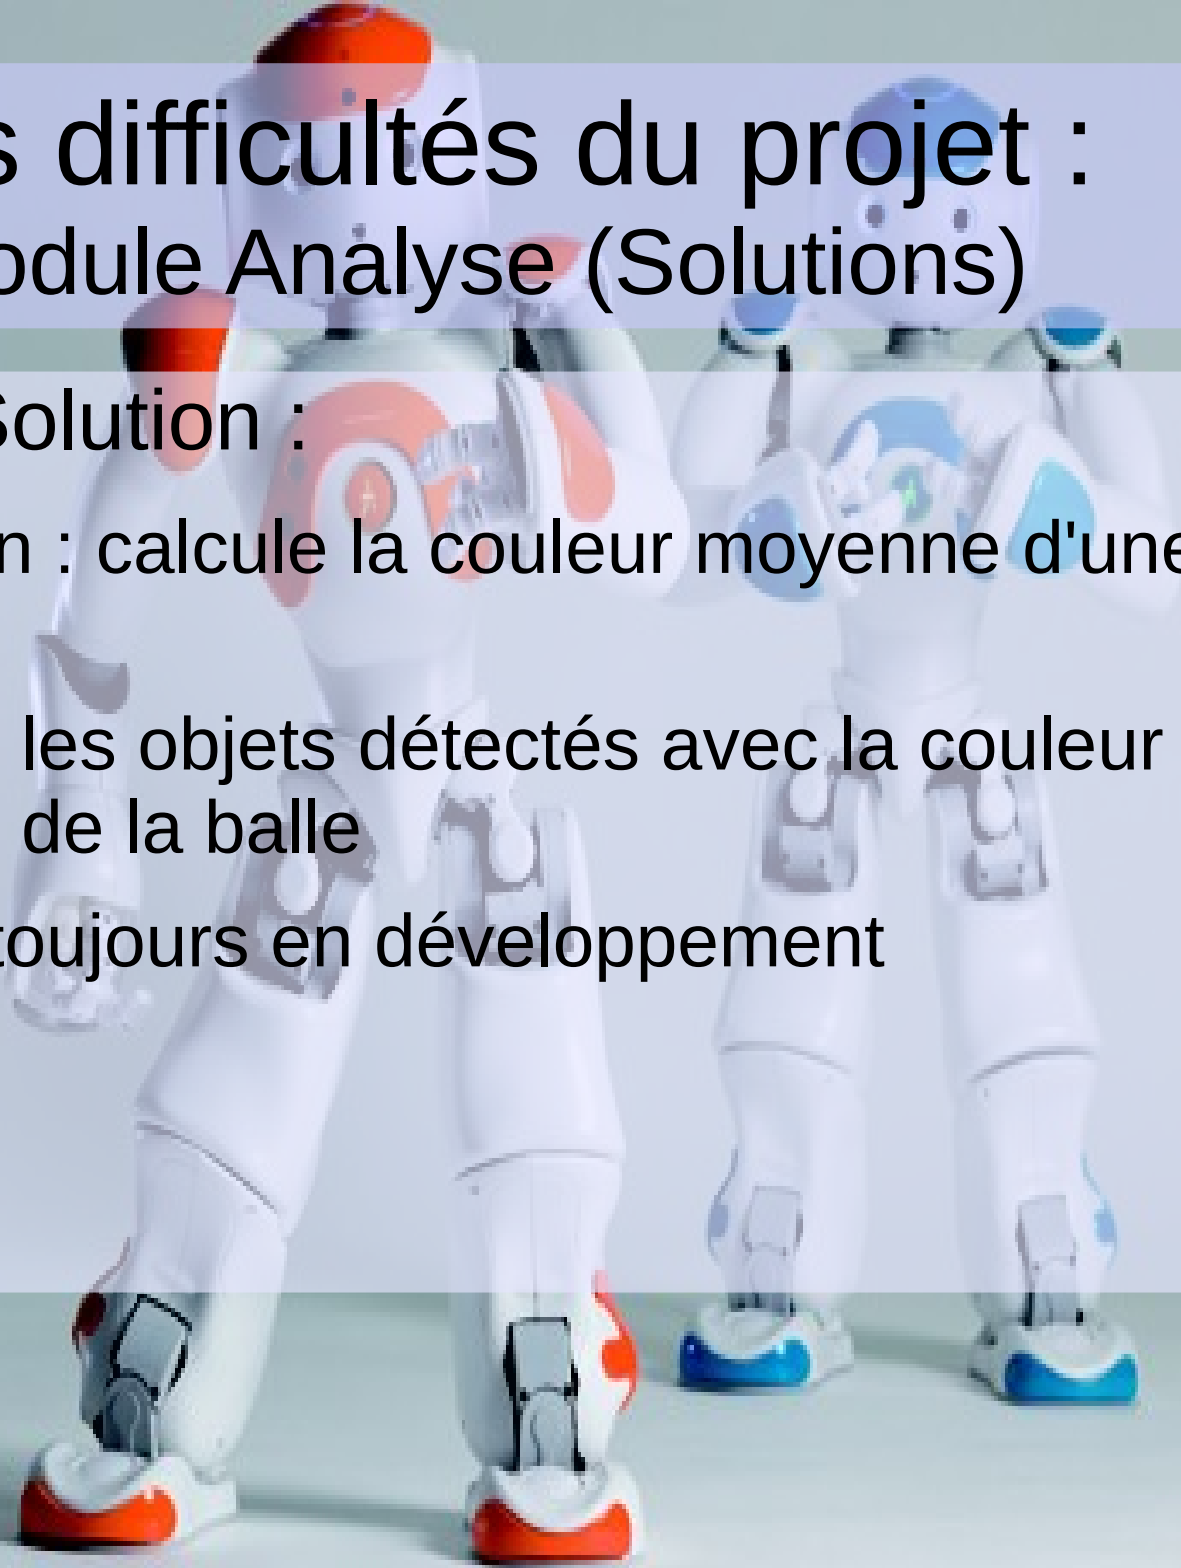 s difficultés du projet :
odule Analyse (Solutions)
Solution :
n : calcule la couleur moyenne d'une
les objets détectés avec la couleur
de la balle
toujours en développement